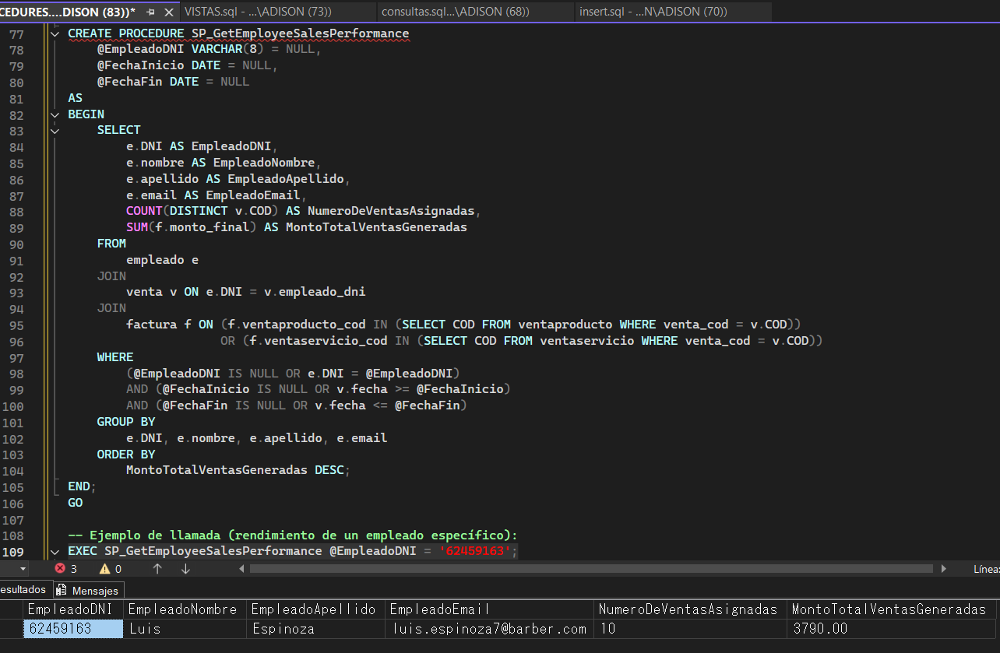 CEDURES....DISON (83))* VISTAS.sql - ...\ADISON (73)) consultas.sql...\ADISON (68)) insert.sql - ...N\ADISON (70))
77 CREATE PROCEDURE SP_GetEmployeeSalesPerformance
78 @EmpleadoDNI VARCHAR(8) = NULL,
79 @FechaInicio DATE = NULL,
80 @FechaFin DATE = NULL
81 AS
82 BEGIN
83 SELECT
84 e.DNI AS EmpleadoDNI,
85 e.nombre AS EmpleadoNombre,
86 e.apellido AS EmpleadoApellido,
87 e.email AS EmpleadoEmail,
88 COUNT(DISTINCT v.COD) AS NumeroDeVentasAsignadas,
89 SUM(f.monto_final) AS MontoTotalVentasGeneradas
90 FROM
91 empleado e
92 JOIN
93 venta v ON e.DNI = v.empleado_dni
94 JOIN
95 factura f ON (f.ventaproducto_cod IN (SELECT COD FROM ventaproducto WHERE venta_cod = v.COD))
96 OR (f.ventaservicio_cod IN (SELECT COD FROM ventaservicio WHERE venta_cod = v.COD))
97 WHERE
98 (@EmpleadoDNI IS NULL OR e.DNI = @EmpleadoDNI)
99 AND (@FechaInicio IS NULL OR v.fecha >= @FechaInicio)
100 AND (@FechaFin IS NULL OR v.fecha <= @FechaFin)
101 GROUP BY
102 e.DNI, e.nombre, e.apellido, e.email
103 ORDER BY
104 MontoTotalVentasGeneradas DESC;
105 END;
106 GO
107
108 -- Ejemplo de llamada (rendimiento de un empleado específico):
109 EXEC SP_GetEmployeeSalesPerformance @EmpleadoDNI = '62459163';
3 0 Línea:
esultados Mensajes
EmpleadoDNI EmpleadoNombre EmpleadoApellido EmpleadoEmail NumeroDeVentasAsignadas MontoTotalVentasGeneradas
62459163 Luis Espinoza luis.espinoza7@barber.com 10 3790.00